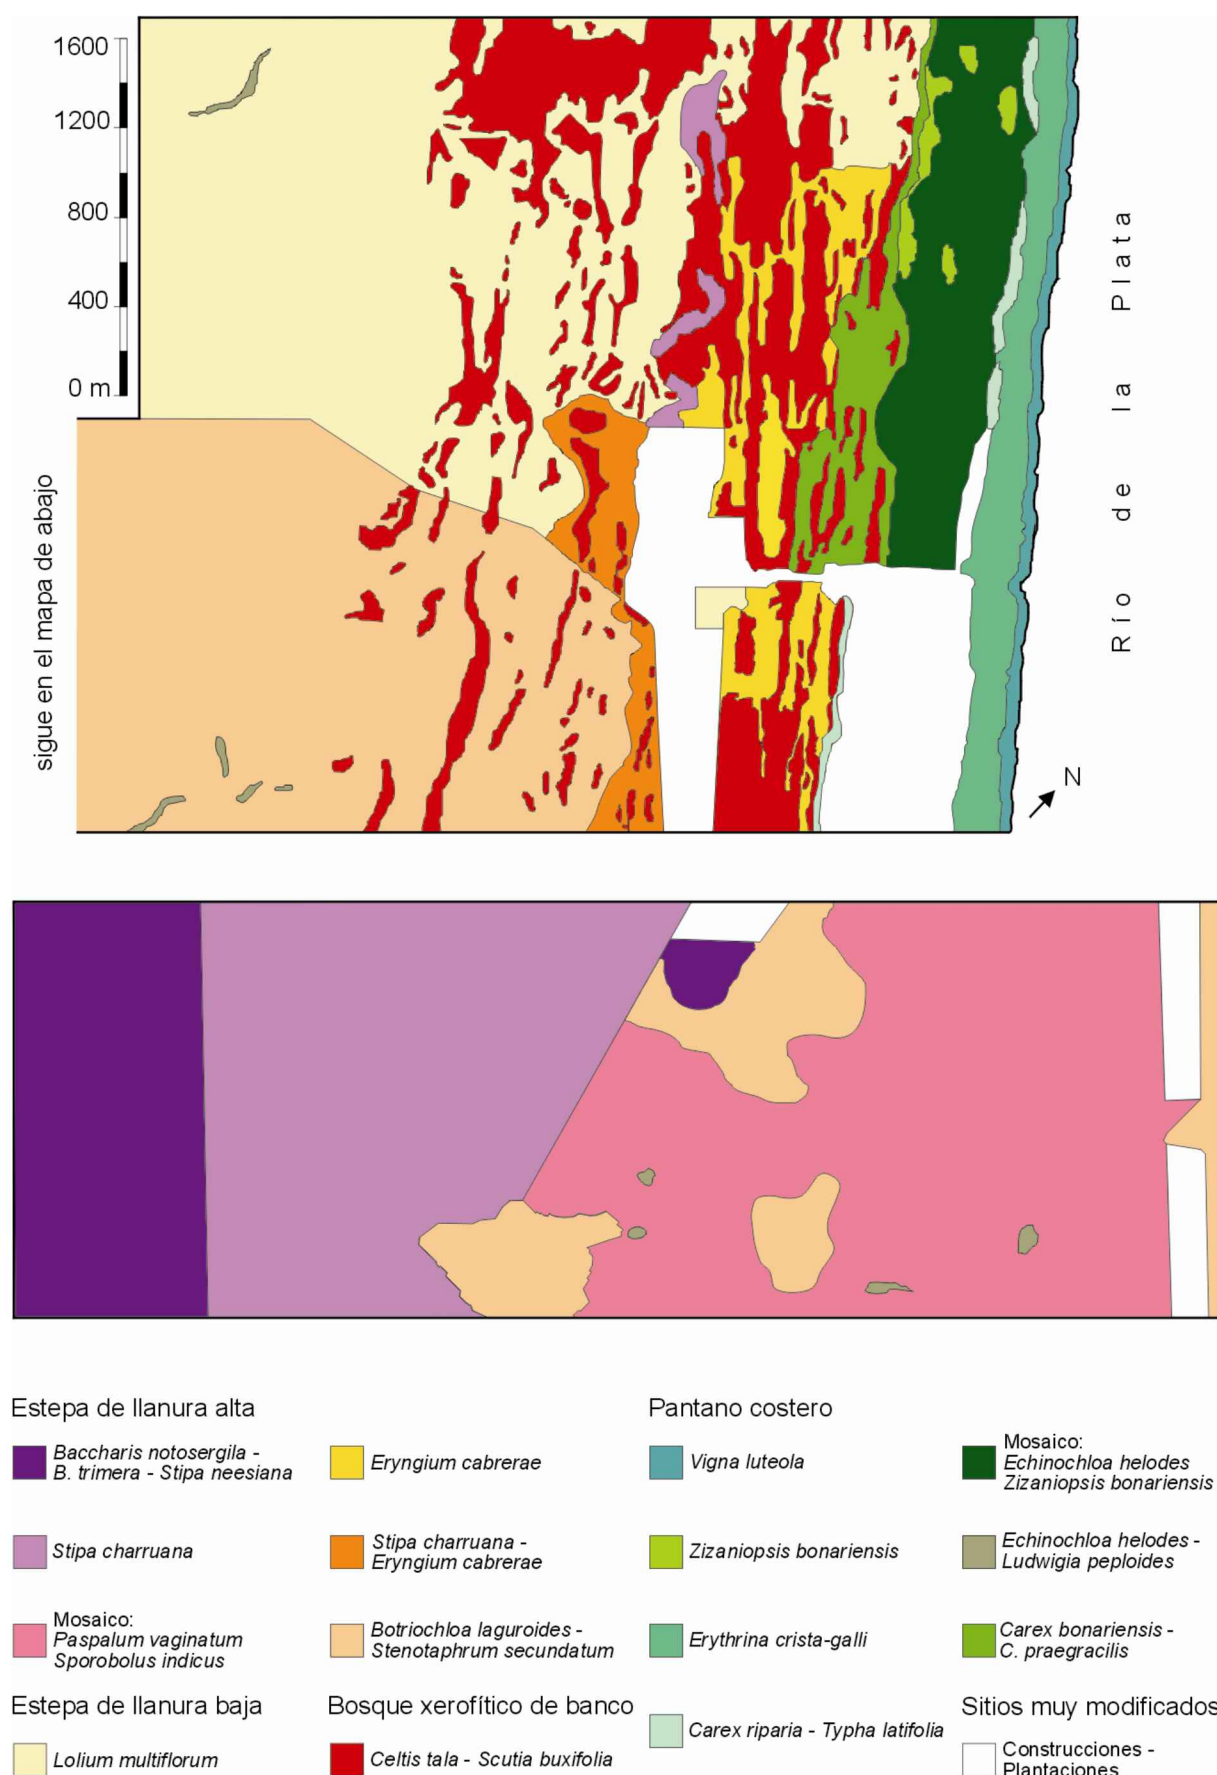 1600
1200
800
400
0 m
sigue en el mapa de abajo
Río de la Plata
N
Estepa de llanura alta
Baccharis notosergila -
B. trimera - Stipa neesiana
Stipa charruana
Mosaico:
Paspalum vaginatum
Sporobolus indicus
Eryngium cabrerae
Stipa charruana -
Eryngium cabrerae
Botriochloa laguroides -
Stenotaphrum secundatum
Estepa de llanura baja
Lolium multiflorum
Bosque xerofítico de banco
Celtis tala - Scutia buxifolia
Pantano costero
Vigna luteola
Zizaniopsis bonariensis
Erythrina crista-galli
Carex riparia - Typha latifolia
Mosaico:
Echinochloa helodes
Zizaniopsis bonariensis
Echinochloa helodes -
Ludwigia peploides
Carex bonariensis -
C. praegracilis
Sitios muy modificados
Construcciones -
Plantaciones